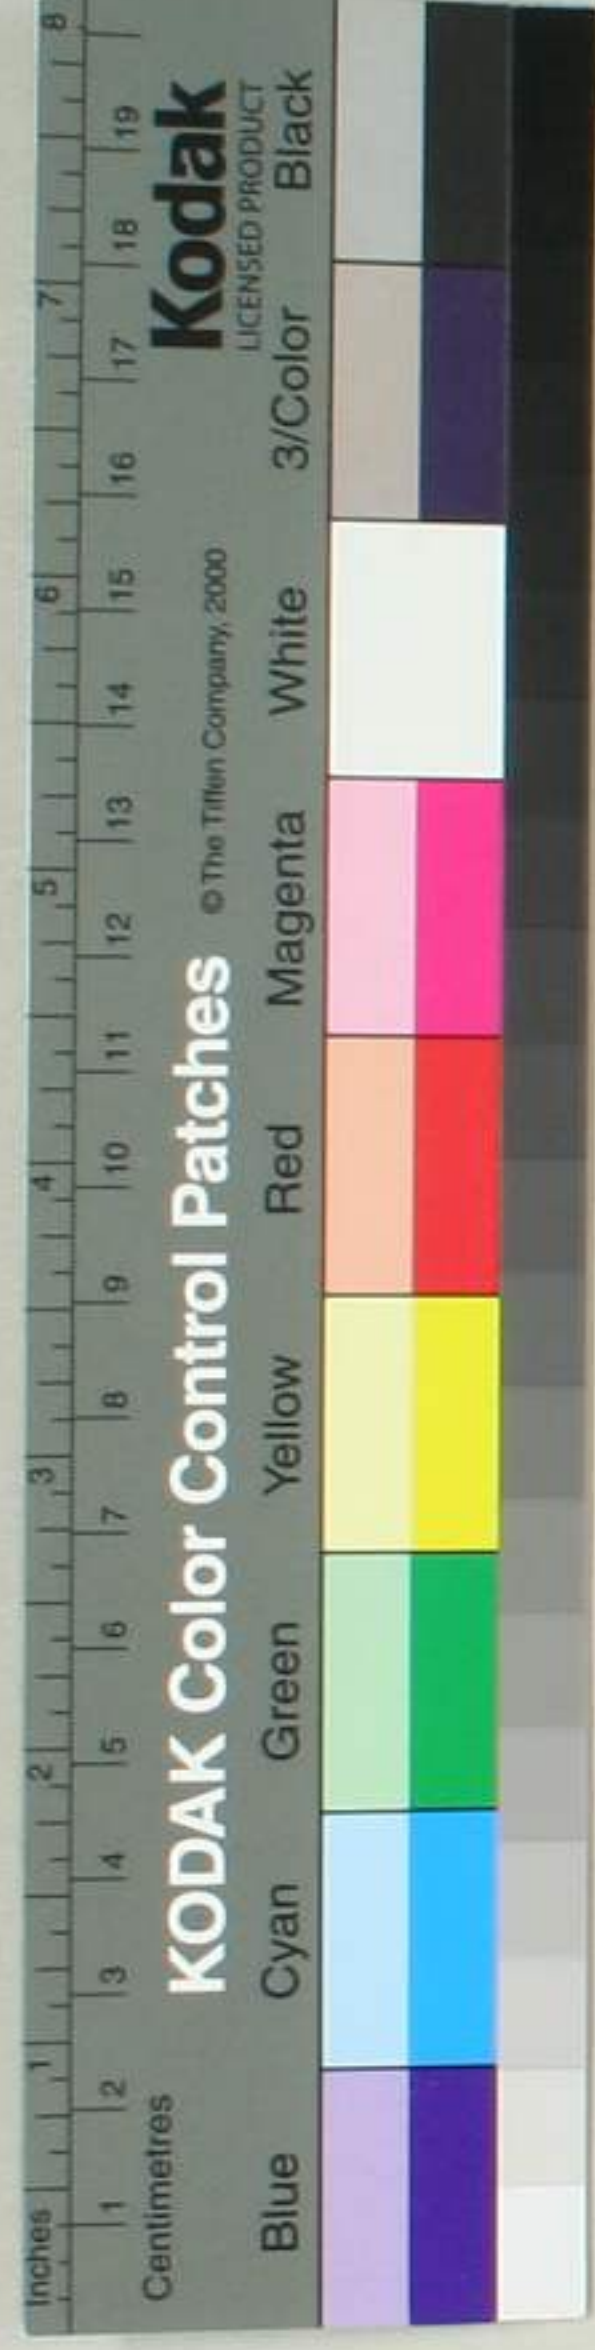 Inches 1 2 3 4 5 6 7 8
1 2 3 4 5 6 7 8 9 10 11 12 13 14 15 16 17 18 19
Centimetres
KODAK Color Control Patches
© The Tiffen Company, 2000
Kodak
LICENSED PRODUCT
Blue Cyan Green Yellow Red Magenta White 3/Color Black